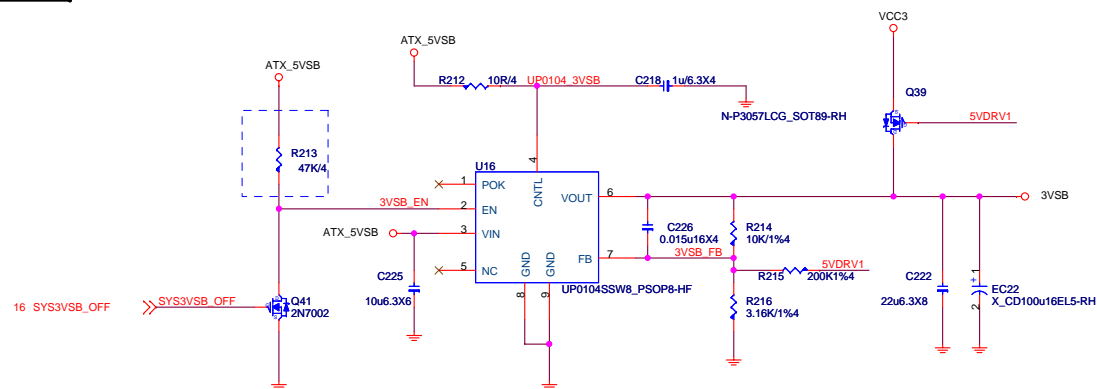 VCC3
ATX_5VSB
R212
10R/4
UP0104_3VSB
C218
1u/6.3X4
ATX_5VSB
Q39
N-P3057LCG_SOT89-RH
5VDRV1
R213
47K/4
U16
4
CNTL
1
POK
2
EN
3
VIN
5
NC
VOUT
6
FB
7
GND
GND
8
9
UP0104SSW8_PSOP8-HF
3VSB_EN
ATX_5VSB
C225
10u6.3X6
C226
0.015u16X4
3VSB_FB
R214
10K/1%4
3VSB
R215
200K1%4
5VDRV1
R216
3.16K/1%4
C222
22u6.3X8
+
1
2
EC22
X_CD100u16EL5-RH
16 SYS3VSB_OFF
SYS3VSB_OFF
Q41
2N7002